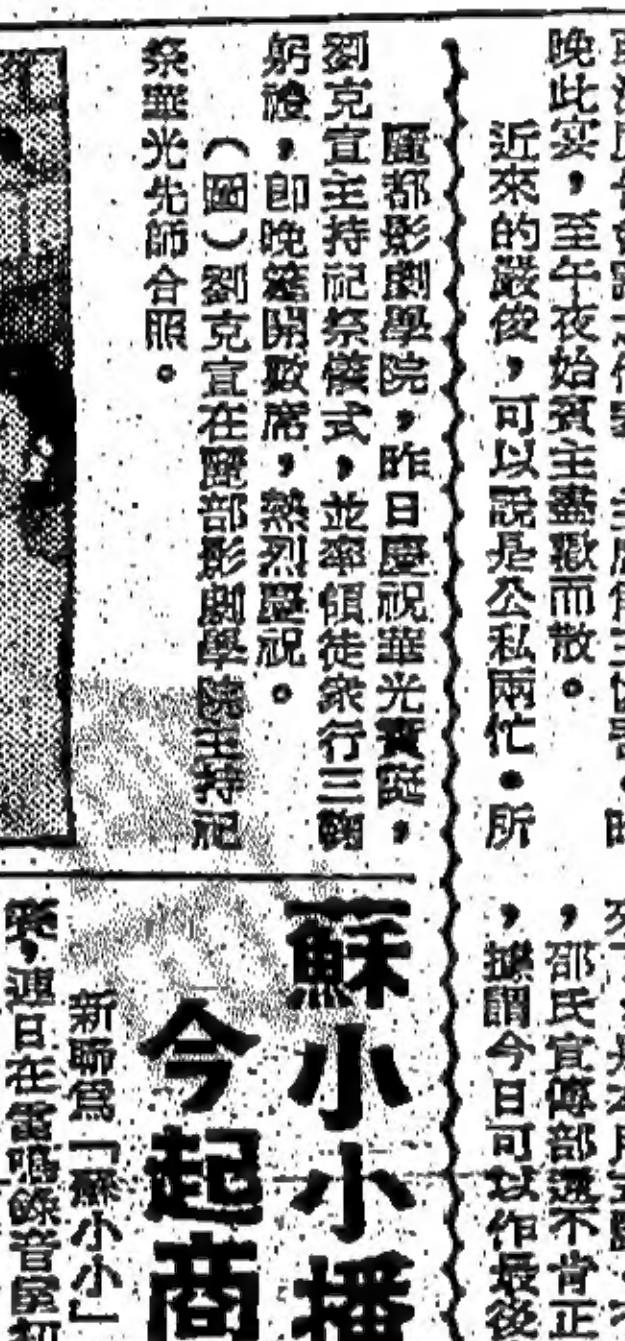 晚此宴，至午夜始賓主盡歡而散。
近來的嚴俊，可以說是公私兩忙。所
，邵氏宣傳部還不肯正
，據謂今日可以作最後
麗都影劇學院，昨日慶祝華光寶誕，
劉克宣主持祀祭儀式，並率領徒衆行三鞠
躬禮，即晚筵開數席，熱烈慶祝。
（圖）劉克宣在麗都影劇學院主持祀
祭華光先師合照。
蘇小小播
今起商
新聯爲「蘇小小」
，連日在雷鳴錄音室初